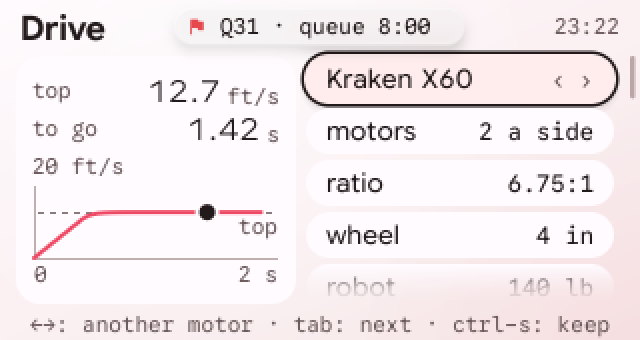 Drive
Q31 · queue 8:00
23:22
top 12.7 ft/s
to go 1.42 s
20 ft/s
top
0 2 s
Kraken X60 ‹ ›
motors 2 a side
ratio 6.75:1
wheel 4 in
robot 140 lb
↔: another motor · tab: next · ctrl-s: keep